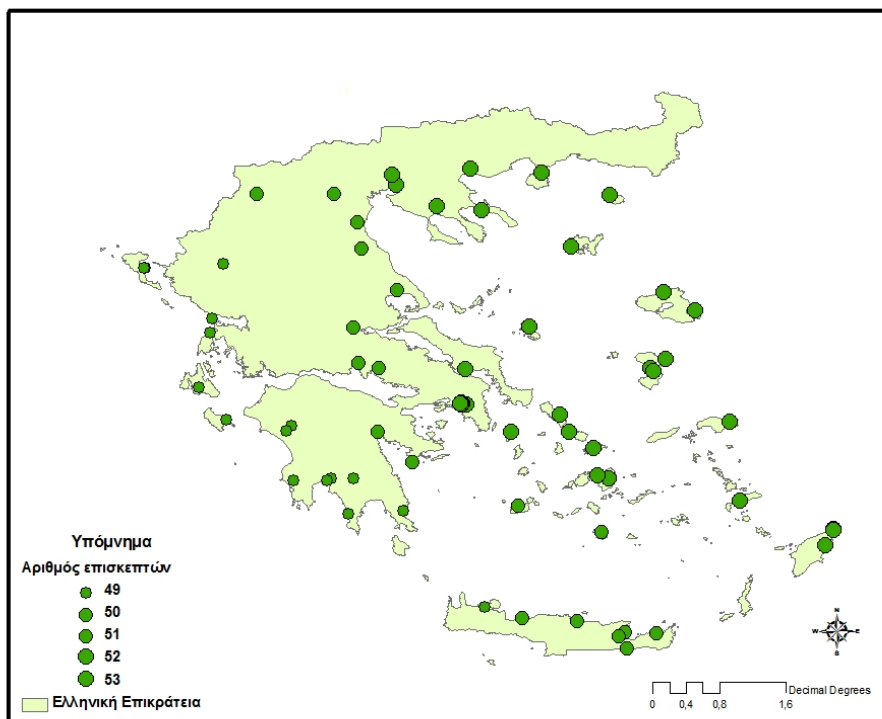 Υπόμνημα
Αριθμός επισκεπτών
49
50
51
52
53
Ελληνική Επικράτεια
N
W E
S
Decimal Degrees
0 0,4 0,8 1,6